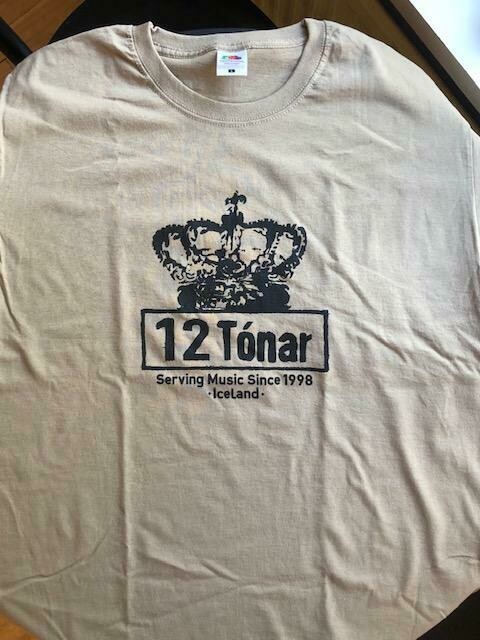 12 Tónar
Serving Music Since 1998
·IceLand·